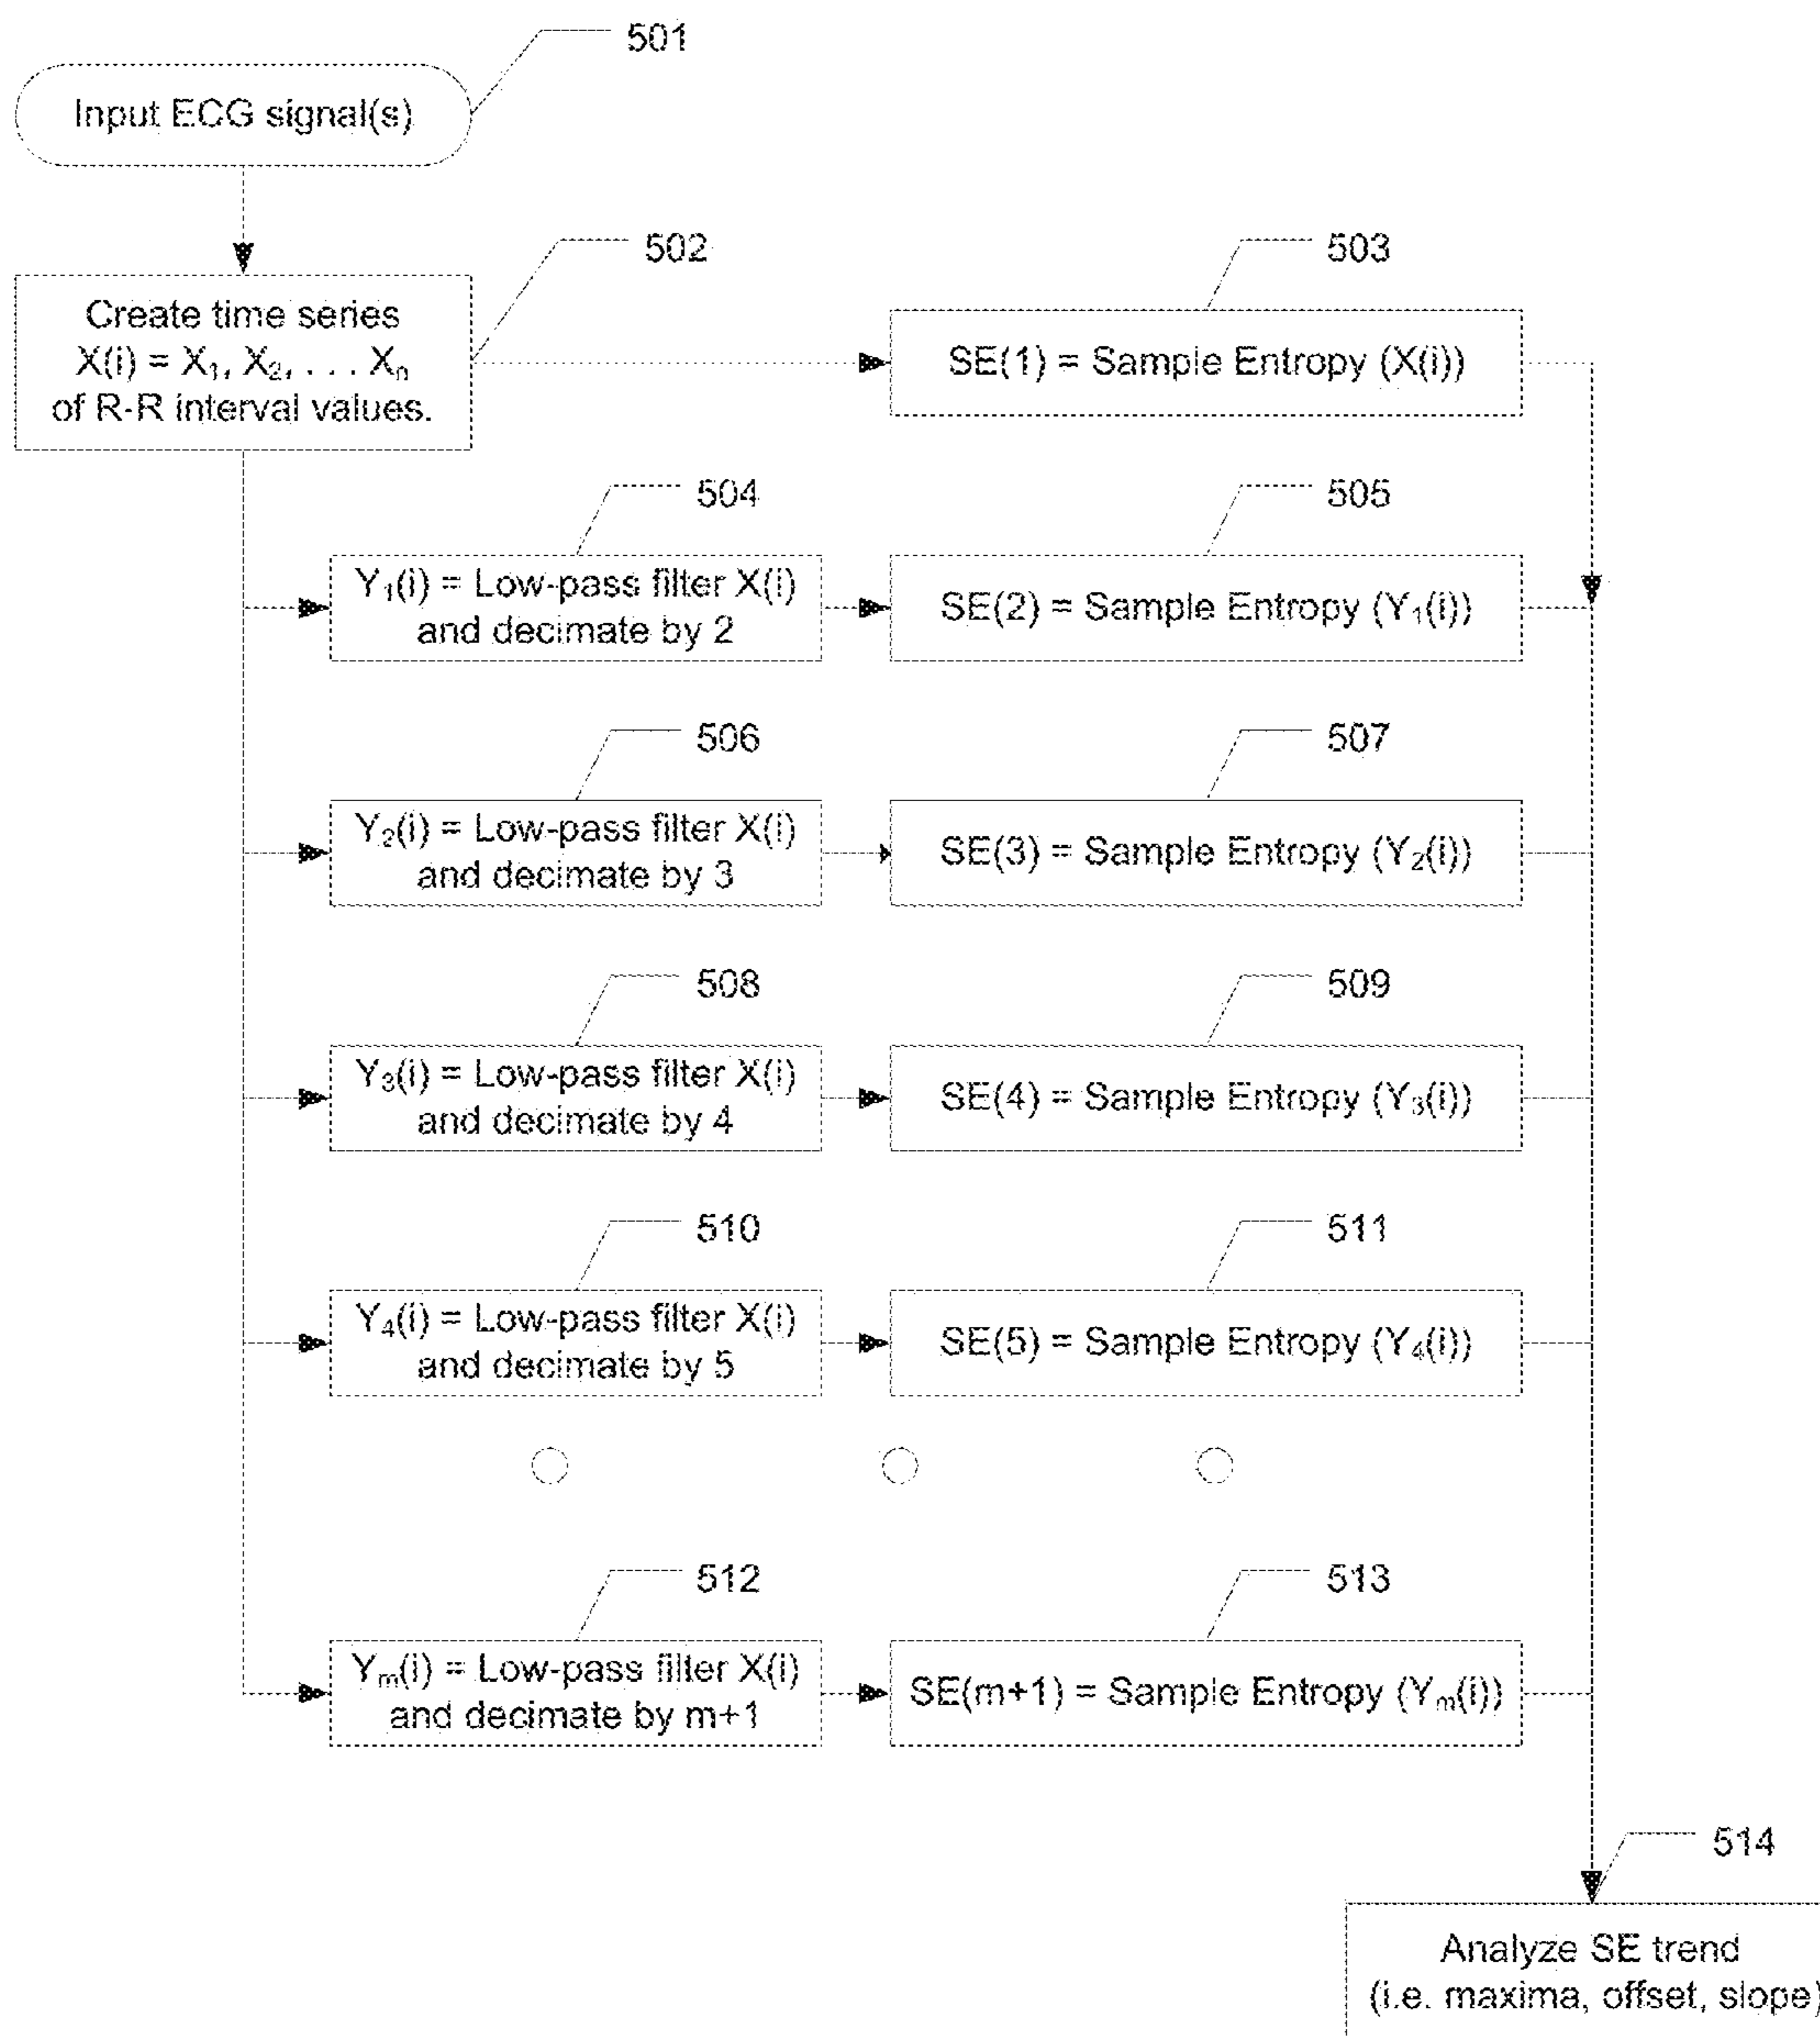 501
Input ECG signal(s)
502
503
Create time series
X(i) = X₁, X₂, . . . Xₙ
of R-R interval values.
SE(1) = Sample Entropy (X(i))
504
505
Y₁(i) = Low-pass filter X(i)
and decimate by 2
SE(2) = Sample Entropy (Y₁(i))
506
507
Y₂(i) = Low-pass filter X(i)
and decimate by 3
SE(3) = Sample Entropy (Y₂(i))
508
509
Y₃(i) = Low-pass filter X(i)
and decimate by 4
SE(4) = Sample Entropy (Y₃(i))
510
511
Y₄(i) = Low-pass filter X(i)
and decimate by 5
SE(5) = Sample Entropy (Y₄(i))
512
513
Yₘ(i) = Low-pass filter X(i)
and decimate by m+1
SE(m+1) = Sample Entropy (Yₘ(i))
514
Analyze SE trend
(i.e. maxima, offset, slope)